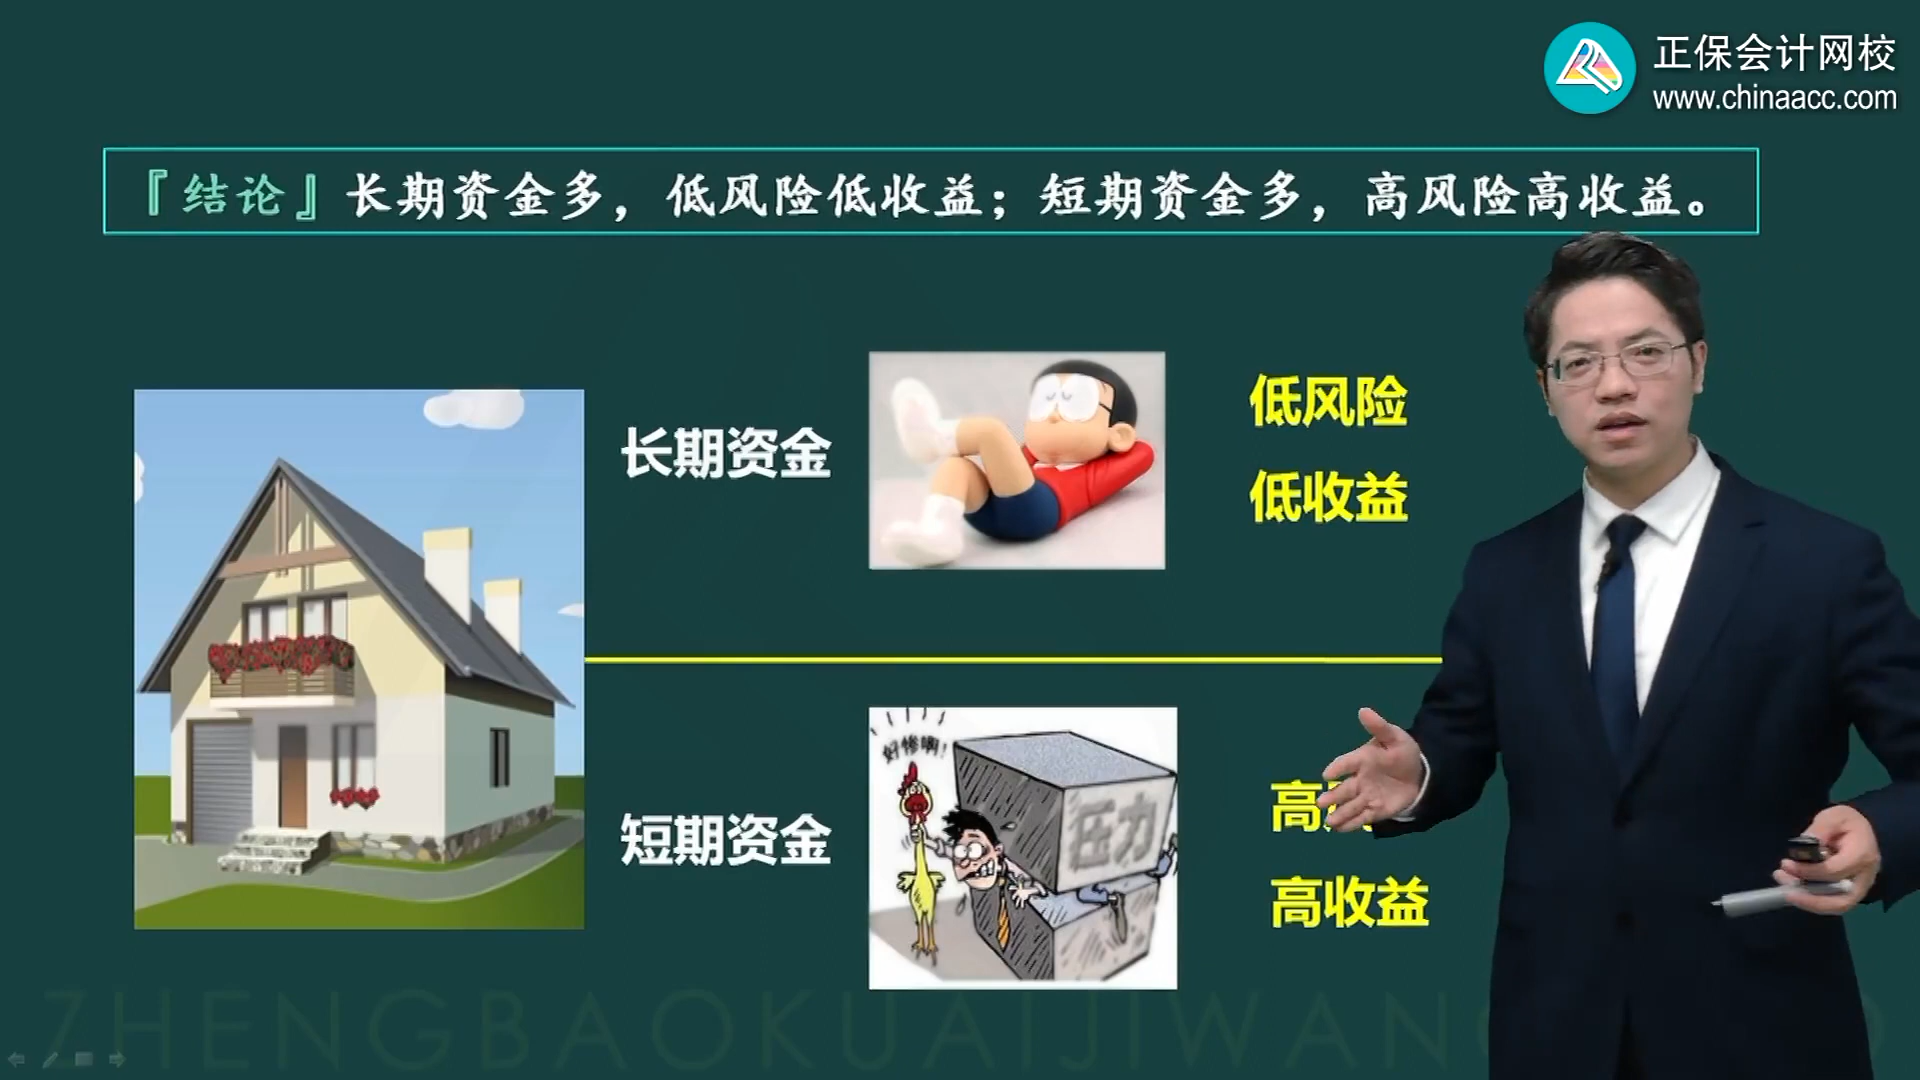 正保会计网校
www.chinaacc.com
『结论』长期资金多，低风险低收益；短期资金多，高风险高收益。
长期资金
低风险
低收益
好惨啊！
压力
短期资金
高
高收益
ZHENGBAOKUAIJIWANG